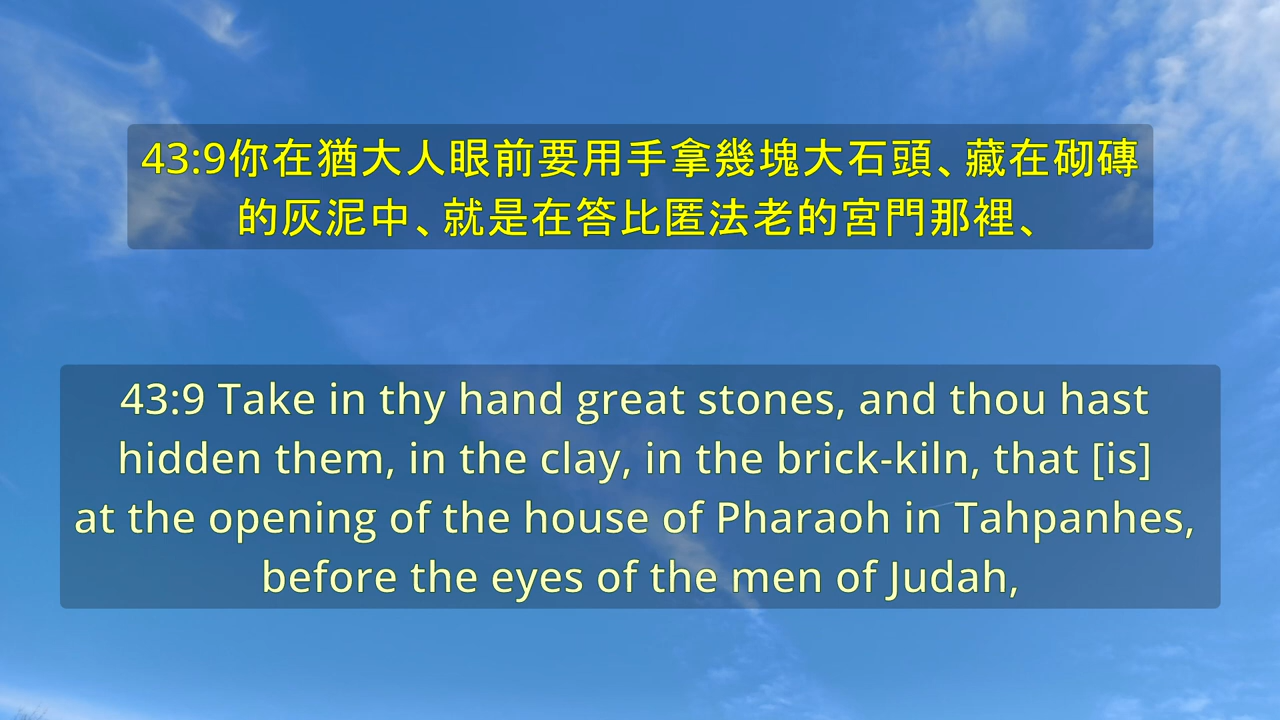 43:9你在猶大人眼前要用手拿幾塊大石頭、藏在砌磚
的灰泥中、就是在答比匿法老的宮門那裡、
43:9 Take in thy hand great stones, and thou hast
hidden them, in the clay, in the brick-kiln, that [is]
at the opening of the house of Pharaoh in Tahpanhes,
before the eyes of the men of Judah,